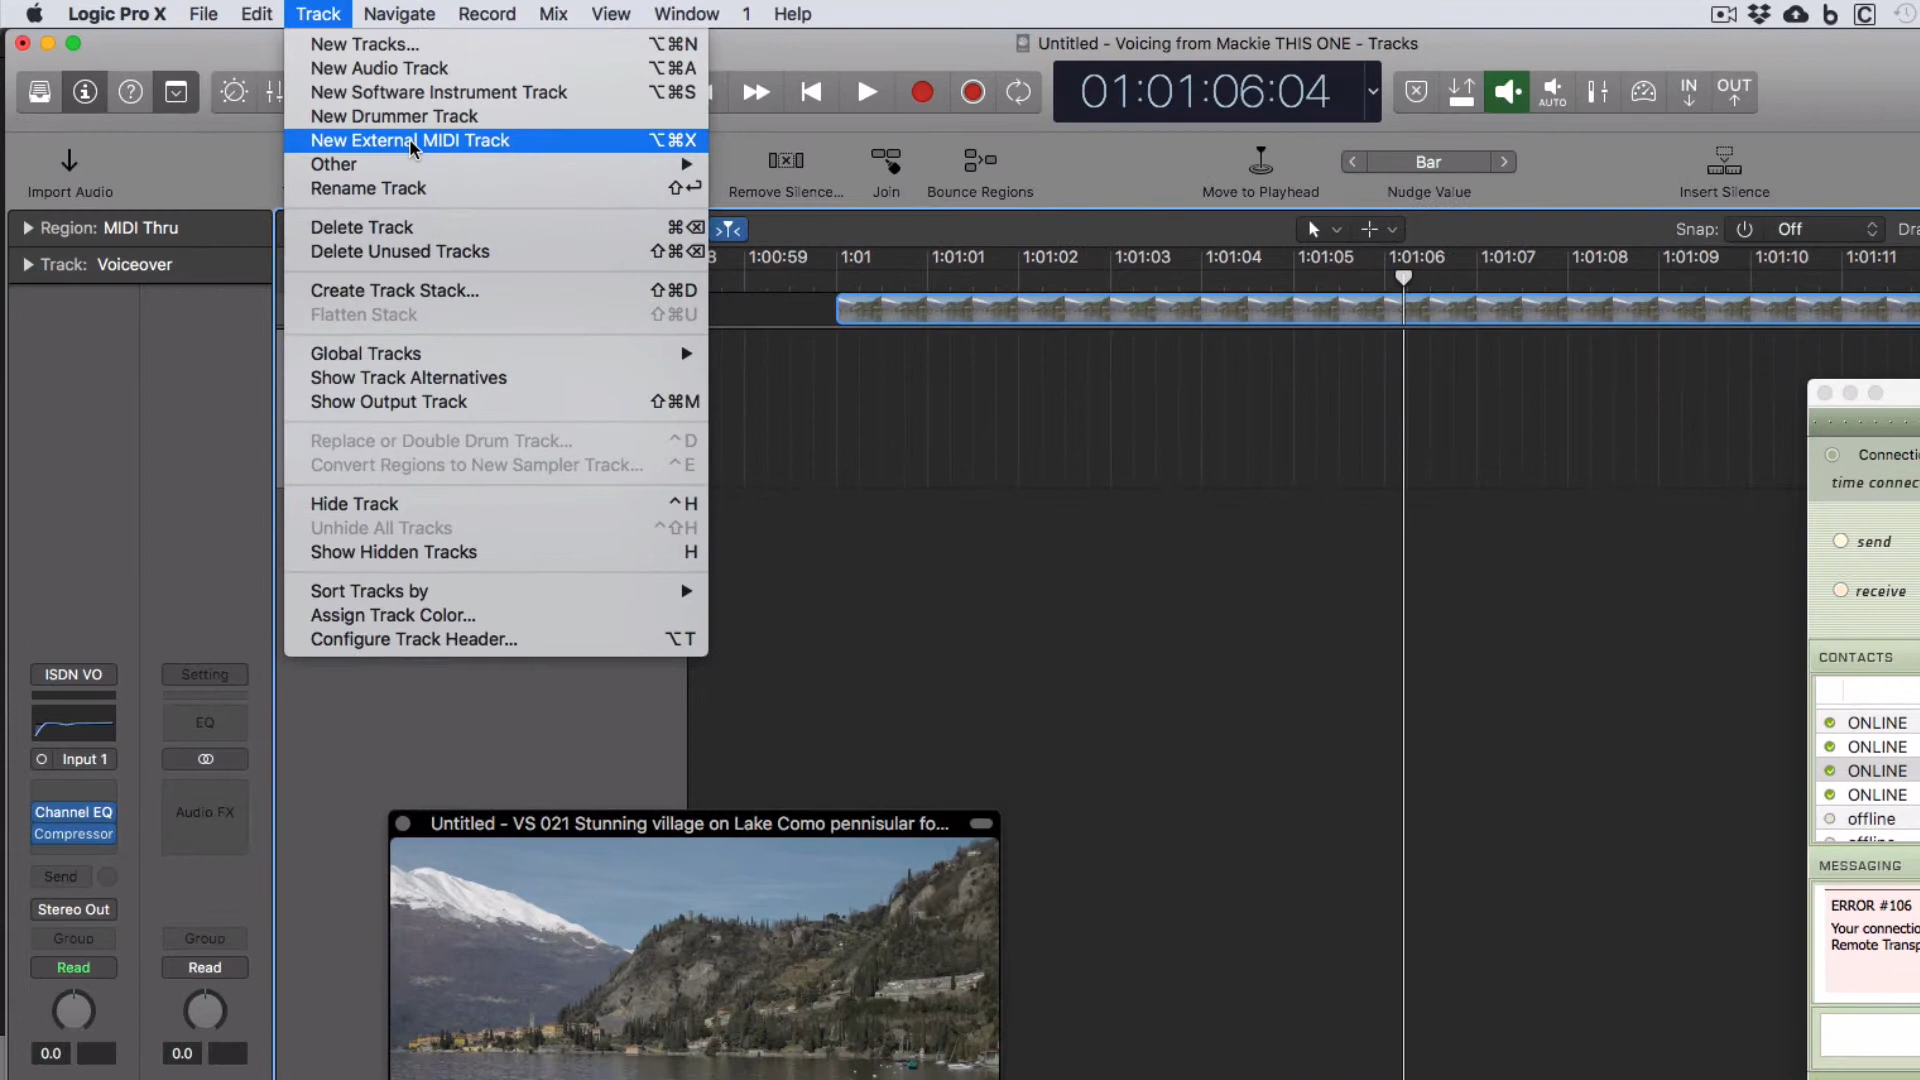 Logic Pro X File Edit Track Navigate Record Mix View Window 1 Help
Untitled - Voicing from Mackie THIS ONE - Tracks
01:01:06:04
AUTO
IN
OUT
New Tracks... ⌥⌘N
New Audio Track ⌥⌘A
New Software Instrument Track ⌥⌘S
New Drummer Track
New External MIDI Track ⌥⌘X
Other
Rename Track ⇧↩
Delete Track ⌘⌫
Delete Unused Tracks ⇧⌘⌫
Create Track Stack... ⇧⌘D
Flatten Stack ⇧⌘U
Global Tracks
Show Track Alternatives
Show Output Track ⇧⌘M
Replace or Double Drum Track... ^D
Convert Regions to New Sampler Track... ^E
Hide Track ^H
Unhide All Tracks ^⇧H
Show Hidden Tracks H
Sort Tracks by
Assign Track Color...
Configure Track Header... ⌥T
Import Audio
Remove Silence...
Join
Bounce Regions
Move to Playhead
Bar
Nudge Value
Insert Silence
Region: MIDI Thru
Track: Voiceover
Snap: Off
8 1:00:59 1:01 1:01:01 1:01:02 1:01:03 1:01:04 1:01:05 1:01:06 1:01:07 1:01:08 1:01:09 1:01:10 1:01:11
ISDN VO Setting
EQ
Input 1
Channel EQ Audio FX
Compressor
Send
Stereo Out
Group Group
Read Read
0.0 0.0
Untitled - VS 021 Stunning village on Lake Como pennisular fo...
time connec
send
receive
CONTACTS
ONLINE
ONLINE
ONLINE
ONLINE
offline
offline
MESSAGING
ERROR #106
Your connectio
Remote Transp